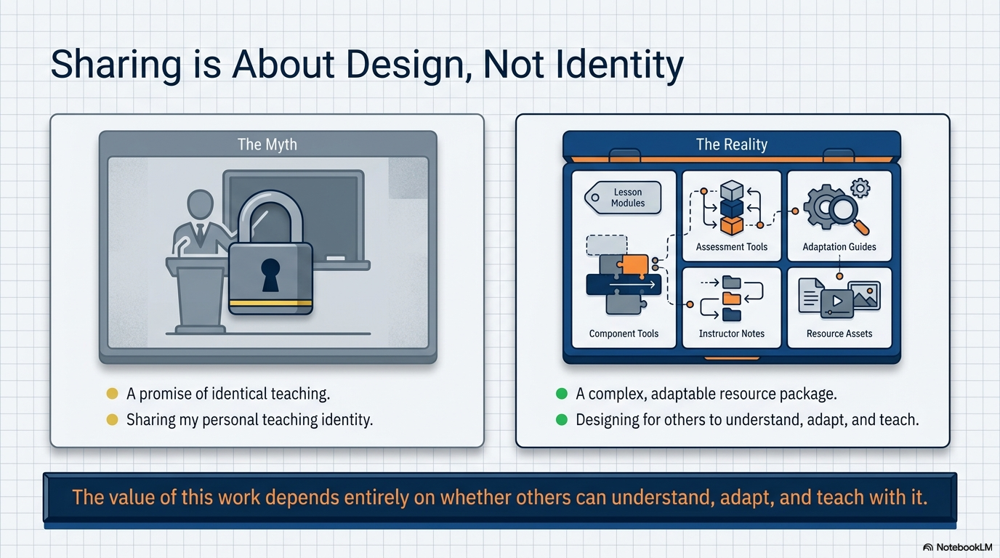 Sharing is About Design, Not Identity
The Myth
A promise of identical teaching.
Sharing my personal teaching identity.
The Reality
Lesson
Modules
Component Tools
Assessment Tools
Adaptation Guides
Instructor Notes
Resource Assets
A complex, adaptable resource package.
Designing for others to understand, adapt, and teach.
The value of this work depends entirely on whether others can understand, adapt, and teach with it.
NotebookLM